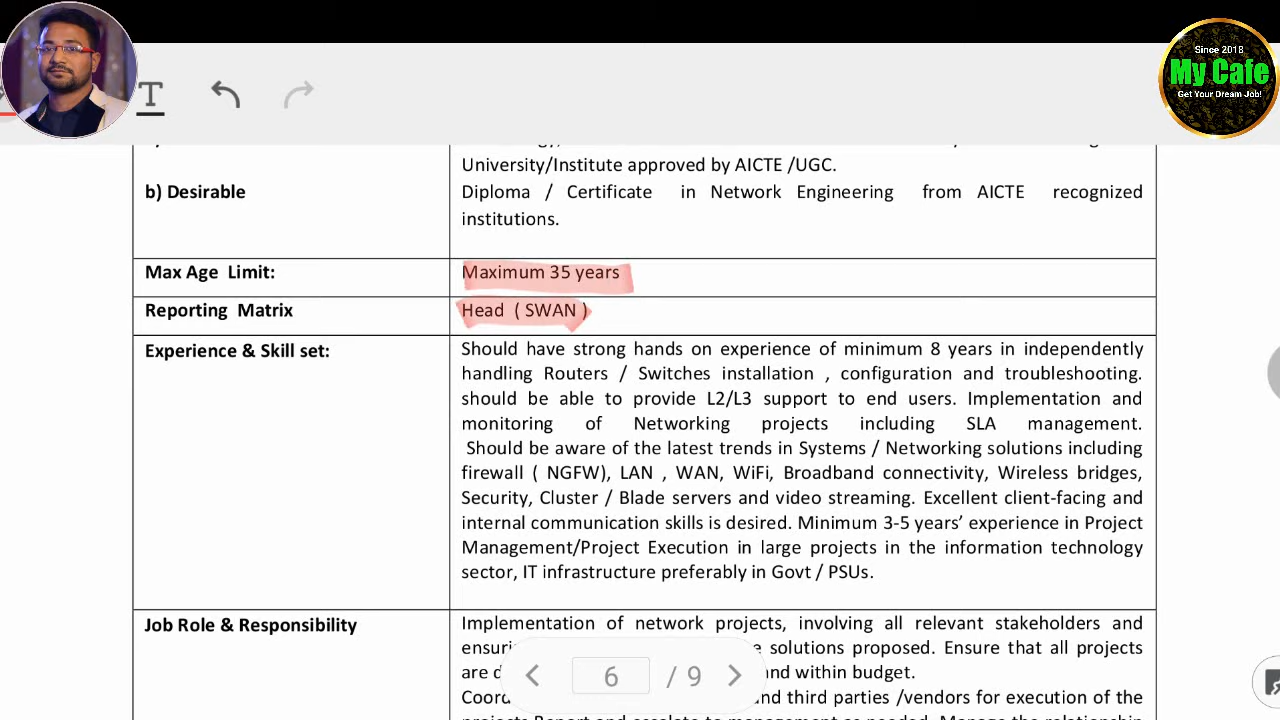 Since 2018
My Cafe
Get Your Dream Job!
T
University/Institute approved by AICTE /UGC.
b) Desirable
Diploma / Certificate in Network Engineering from AICTE recognized
institutions.
Max Age Limit:
Maximum 35 years
Reporting Matrix
Head ( SWAN )
Experience & Skill set:
Should have strong hands on experience of minimum 8 years in independently
handling Routers / Switches installation , configuration and troubleshooting.
should be able to provide L2/L3 support to end users. Implementation and
monitoring of Networking projects including SLA management.
Should be aware of the latest trends in Systems / Networking solutions including
firewall ( NGFW), LAN , WAN, WiFi, Broadband connectivity, Wireless bridges,
Security, Cluster / Blade servers and video streaming. Excellent client-facing and
internal communication skills is desired. Minimum 3-5 years’ experience in Project
Management/Project Execution in large projects in the information technology
sector, IT infrastructure preferably in Govt / PSUs.
Job Role & Responsibility
Implementation of network projects, involving all relevant stakeholders and
solutions proposed. Ensure that all projects
are and within budget.
and third parties /vendors for execution of the
6 / 9